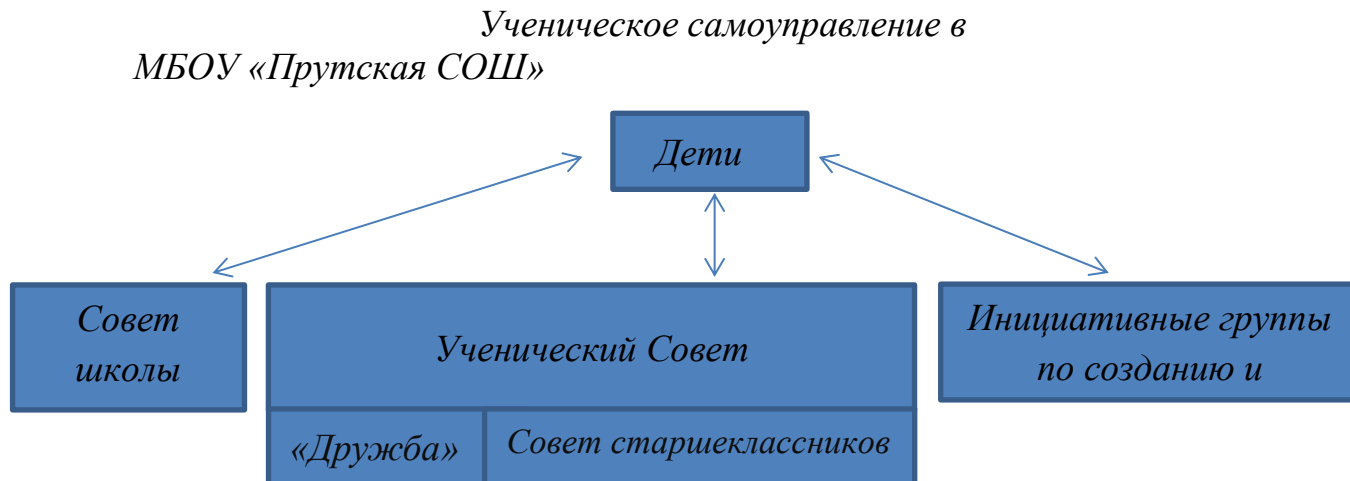 Ученическое самоуправление в
МБОУ «Прутская СОШ»
Дети
Совет
школы
Ученический Совет
Инициативные группы
по созданию и
«Дружба»
Совет старшеклассников